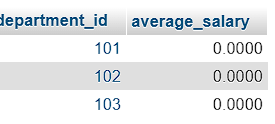 department_id average_salary
101 0.0000
102 0.0000
103 0.0000